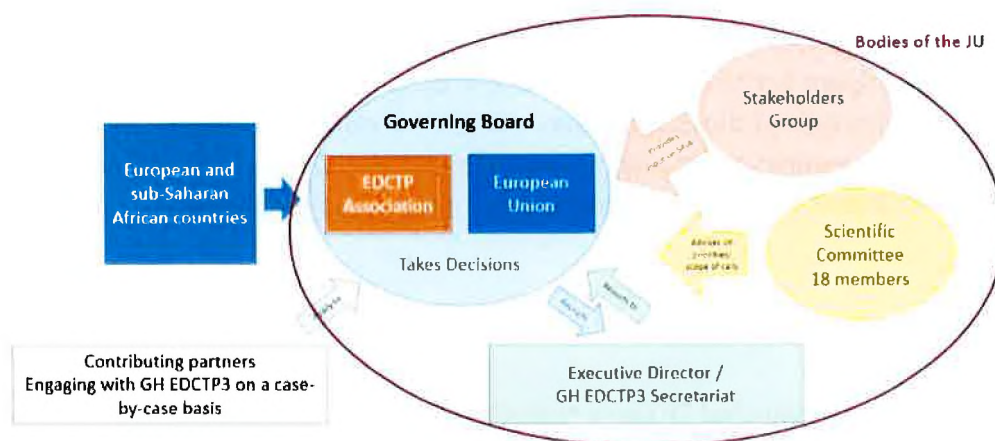 Bodies of the JU
Stakeholders
Group
Governing Board
European and
sub-Saharan
African countries
EDCTP
Association
European
Union
Takes Decisions
Scientific
Committee
18 members
Reports to
Contributing partners
Engaging with GH EDCTP3 on a case-
by-case basis
Executive Director /
GH EDCTP3 Secretariat